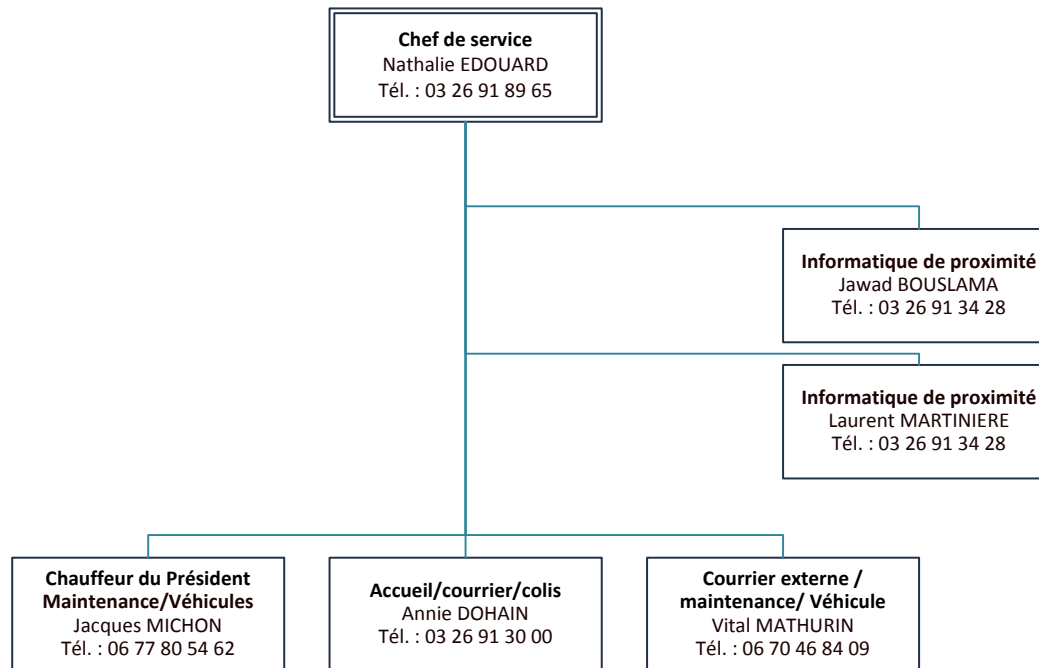 Chef de service
Nathalie EDOUARD
Tél. : 03 26 91 89 65
Informatique de proximité
Jawad BOUSLAMA
Tél. : 03 26 91 34 28
Informatique de proximité
Laurent MARTINIERE
Tél. : 03 26 91 34 28
Chauffeur du Président
Maintenance/Véhicules
Jacques MICHON
Tél. : 06 77 80 54 62
Accueil/courrier/colis
Annie DOHAIN
Tél. : 03 26 91 30 00
Courrier externe /
maintenance/ Véhicule
Vital MATHURIN
Tél. : 06 70 46 84 09